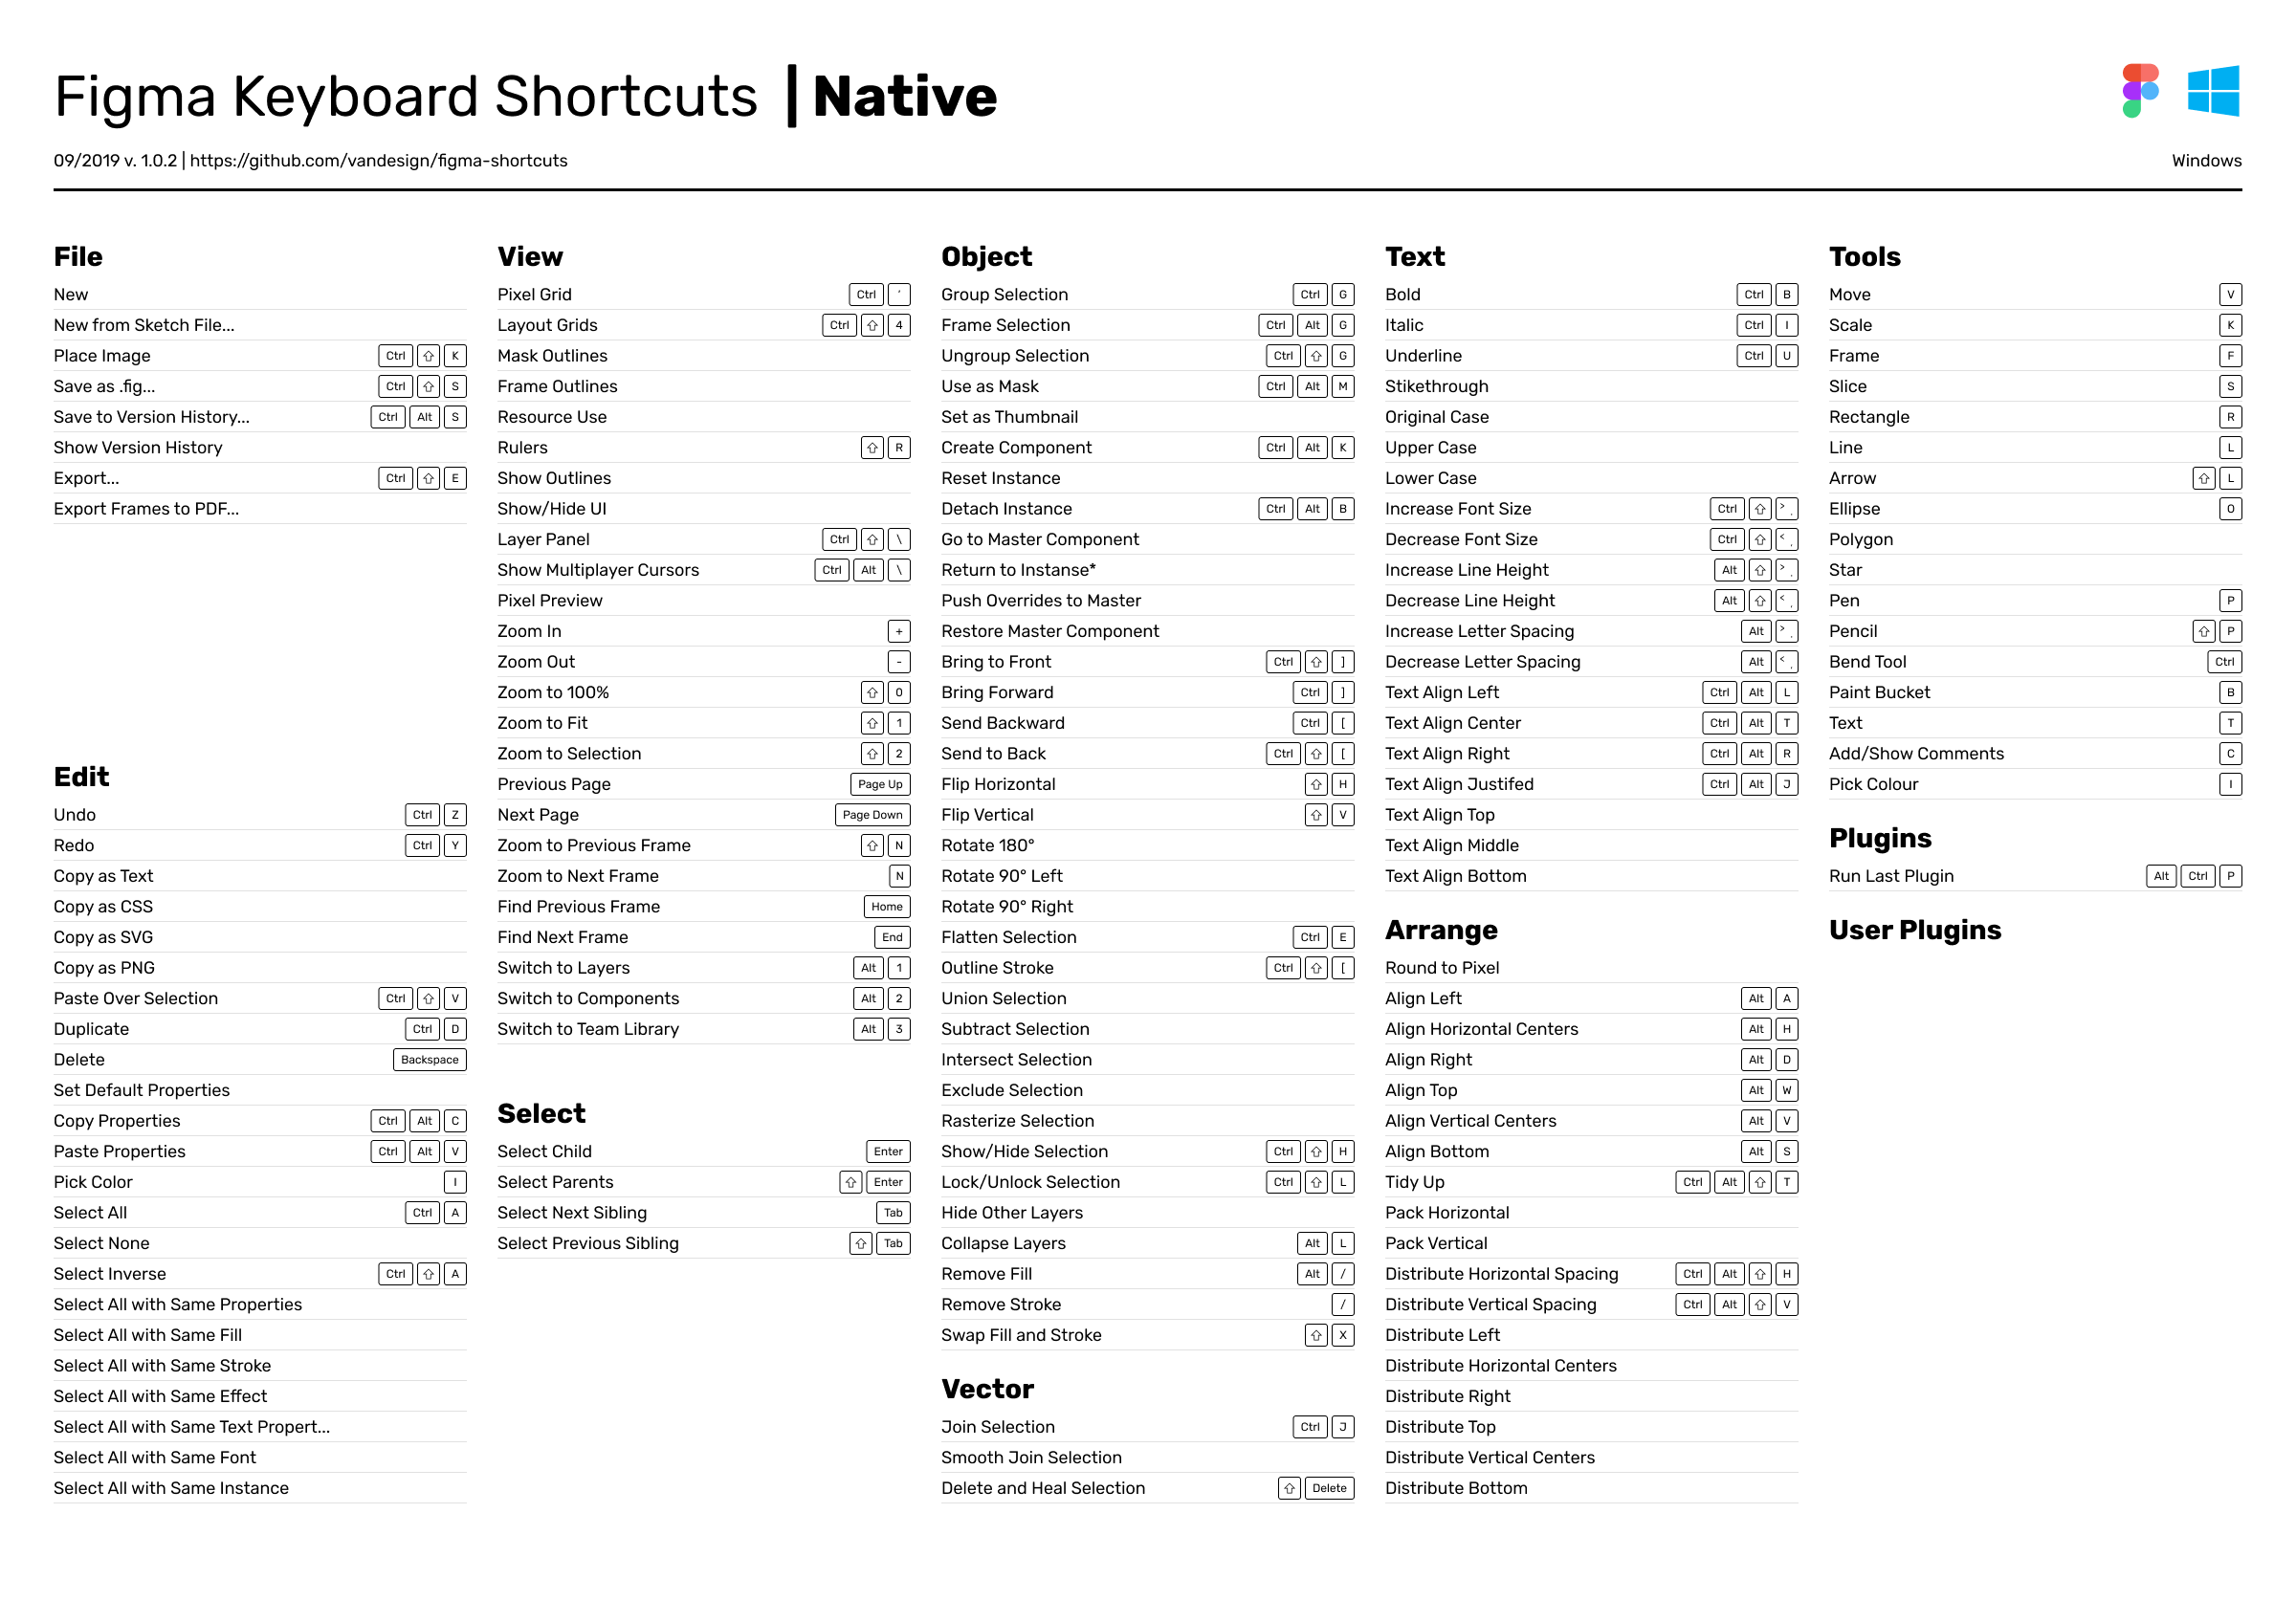 Figma Keyboard Shortcuts | Native
09/2019 v. 1.0.2 | https://github.com/vandesign/figma-shortcuts
Windows
File
New
New from Sketch File...
Place Image Ctrl ⇧ K
Save as .fig... Ctrl ⇧ S
Save to Version History... Ctrl Alt S
Show Version History
Export... Ctrl ⇧ E
Export Frames to PDF...
Edit
Undo Ctrl Z
Redo Ctrl Y
Copy as Text
Copy as CSS
Copy as SVG
Copy as PNG
Paste Over Selection Ctrl ⇧ V
Duplicate Ctrl D
Delete Backspace
Set Default Properties
Copy Properties Ctrl Alt C
Paste Properties Ctrl Alt V
Pick Color I
Select All Ctrl A
Select None
Select Inverse Ctrl ⇧ A
Select All with Same Properties
Select All with Same Fill
Select All with Same Stroke
Select All with Same Effect
Select All with Same Text Propert...
Select All with Same Font
Select All with Same Instance
View
Pixel Grid Ctrl '
Layout Grids Ctrl ⇧ 4
Mask Outlines
Frame Outlines
Resource Use
Rulers ⇧ R
Show Outlines
Show/Hide UI
Layer Panel Ctrl ⇧ \
Show Multiplayer Cursors Ctrl Alt \
Pixel Preview
Zoom In +
Zoom Out -
Zoom to 100% ⇧ 0
Zoom to Fit ⇧ 1
Zoom to Selection ⇧ 2
Previous Page Page Up
Next Page Page Down
Zoom to Previous Frame ⇧ N
Zoom to Next Frame N
Find Previous Frame Home
Find Next Frame End
Switch to Layers Alt 1
Switch to Components Alt 2
Switch to Team Library Alt 3
Select
Select Child Enter
Select Parents ⇧ Enter
Select Next Sibling Tab
Select Previous Sibling ⇧ Tab
Object
Group Selection Ctrl G
Frame Selection Ctrl Alt G
Ungroup Selection Ctrl ⇧ G
Use as Mask Ctrl Alt M
Set as Thumbnail
Create Component Ctrl Alt K
Reset Instance
Detach Instance Ctrl Alt B
Go to Master Component
Return to Instanse*
Push Overrides to Master
Restore Master Component
Bring to Front Ctrl ⇧ ]
Bring Forward Ctrl ]
Send Backward Ctrl [
Send to Back Ctrl ⇧ [
Flip Horizontal ⇧ H
Flip Vertical ⇧ V
Rotate 180°
Rotate 90° Left
Rotate 90° Right
Flatten Selection Ctrl E
Outline Stroke Ctrl ⇧ [
Union Selection
Subtract Selection
Intersect Selection
Exclude Selection
Rasterize Selection
Show/Hide Selection Ctrl ⇧ H
Lock/Unlock Selection Ctrl ⇧ L
Hide Other Layers
Collapse Layers Alt L
Remove Fill Alt /
Remove Stroke /
Swap Fill and Stroke ⇧ X
Vector
Join Selection Ctrl J
Smooth Join Selection
Delete and Heal Selection ⇧ Delete
Text
Bold Ctrl B
Italic Ctrl I
Underline Ctrl U
Stikethrough
Original Case
Upper Case
Lower Case
Increase Font Size Ctrl ⇧ > .
Decrease Font Size Ctrl ⇧ < ,
Increase Line Height Alt ⇧ > .
Decrease Line Height Alt ⇧ < ,
Increase Letter Spacing Alt > .
Decrease Letter Spacing Alt < ,
Text Align Left Ctrl Alt L
Text Align Center Ctrl Alt T
Text Align Right Ctrl Alt R
Text Align Justifed Ctrl Alt J
Text Align Top
Text Align Middle
Text Align Bottom
Arrange
Round to Pixel
Align Left Alt A
Align Horizontal Centers Alt H
Align Right Alt D
Align Top Alt W
Align Vertical Centers Alt V
Align Bottom Alt S
Tidy Up Ctrl Alt ⇧ T
Pack Horizontal
Pack Vertical
Distribute Horizontal Spacing Ctrl Alt ⇧ H
Distribute Vertical Spacing Ctrl Alt ⇧ V
Distribute Left
Distribute Horizontal Centers
Distribute Right
Distribute Top
Distribute Vertical Centers
Distribute Bottom
Tools
Move V
Scale K
Frame F
Slice S
Rectangle R
Line L
Arrow ⇧ L
Ellipse O
Polygon
Star
Pen P
Pencil ⇧ P
Bend Tool Ctrl
Paint Bucket B
Text T
Add/Show Comments C
Pick Colour I
Plugins
Run Last Plugin Alt Ctrl P
User Plugins